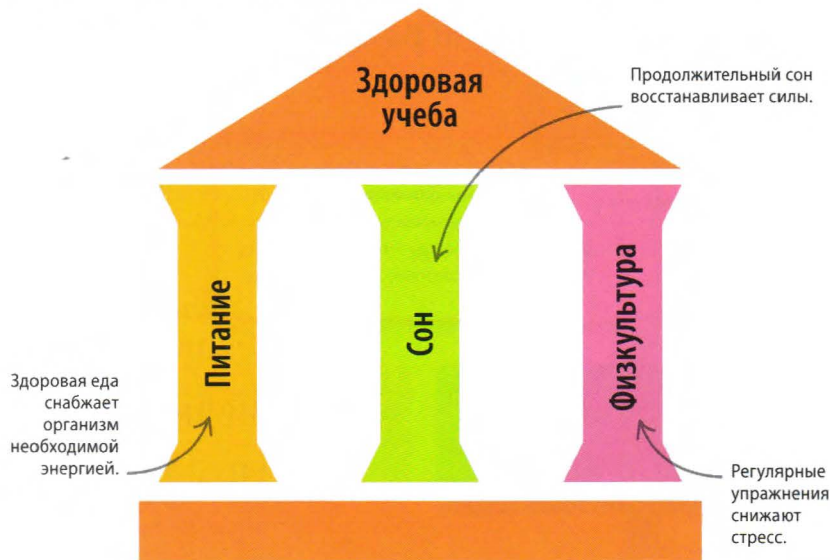 Здоровая
учеба
Продолжительный сон
восстанавливает силы.
Питание
Сон
Физкультура
Здоровая еда
снабжает
организм
необходимой
энергией.
Регулярные
упражнения
снижают
стресс.